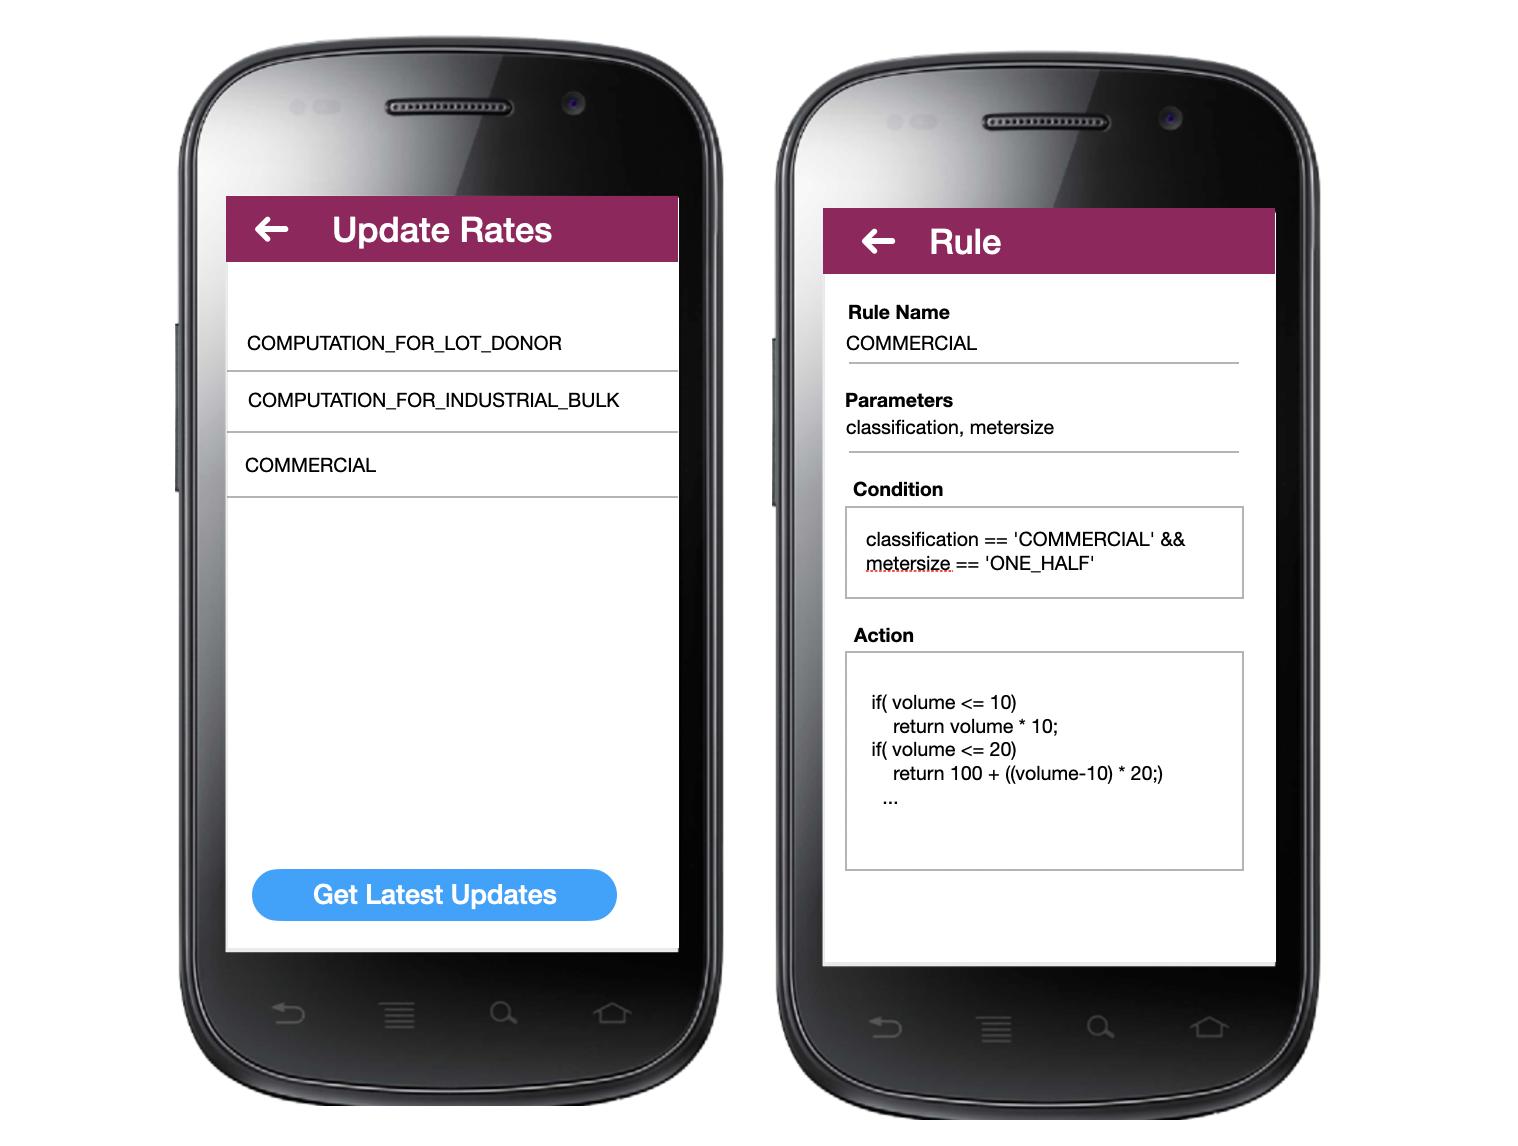 Update Rates
COMPUTATION_FOR_LOT_DONOR
COMPUTATION_FOR_INDUSTRIAL_BULK
COMMERCIAL
Get Latest Updates
Rule
Rule Name
COMMERCIAL
Parameters
classification, metersize
Condition
classification == 'COMMERCIAL' &&
metersize == 'ONE_HALF'
Action
if( volume <= 10)
return volume * 10;
if( volume <= 20)
return 100 + ((volume-10) * 20;)
...